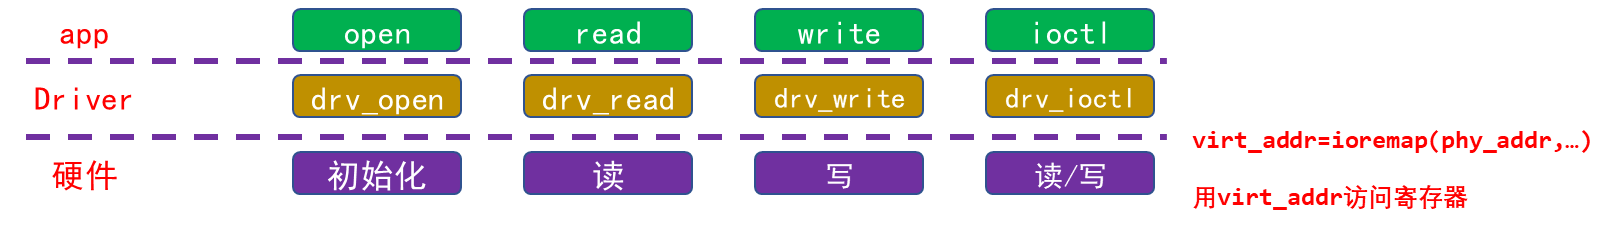 app open read write ioctl
Driver drv_open drv_read drv_write drv_ioctl
virt_addr=ioremap(phy_addr,…)
硬件 初始化 读 写 读/写
用virt_addr访问寄存器